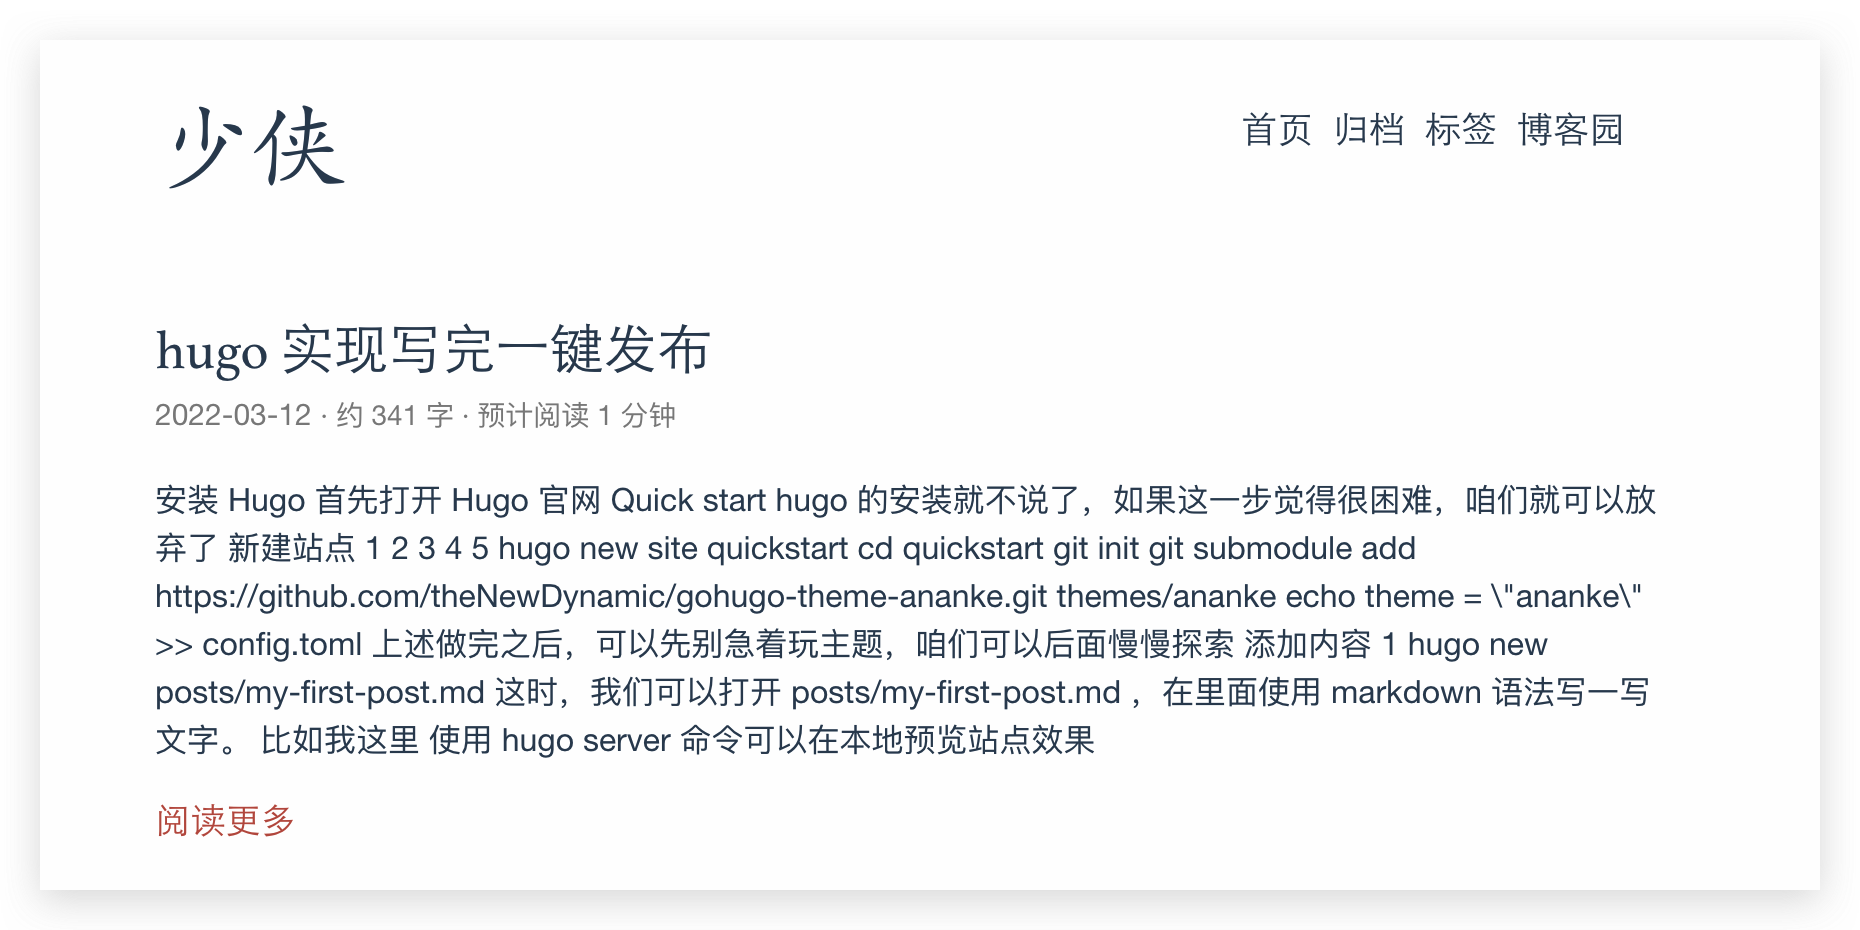 少侠
首页 归档 标签 博客园
hugo 实现写完一键发布
2022-03-12 · 约 341 字 · 预计阅读 1 分钟
安装 Hugo 首先打开 Hugo 官网 Quick start hugo 的安装就不说了，如果这一步觉得很困难，咱们就可以放
弃了 新建站点 1 2 3 4 5 hugo new site quickstart cd quickstart git init git submodule add
https://github.com/theNewDynamic/gohugo-theme-ananke.git themes/ananke echo theme = \"ananke\"
>> config.toml 上述做完之后，可以先别急着玩主题，咱们可以后面慢慢探索 添加内容 1 hugo new
posts/my-first-post.md 这时，我们可以打开 posts/my-first-post.md ，在里面使用 markdown 语法写一写
文字。 比如我这里 使用 hugo server 命令可以在本地预览站点效果
阅读更多